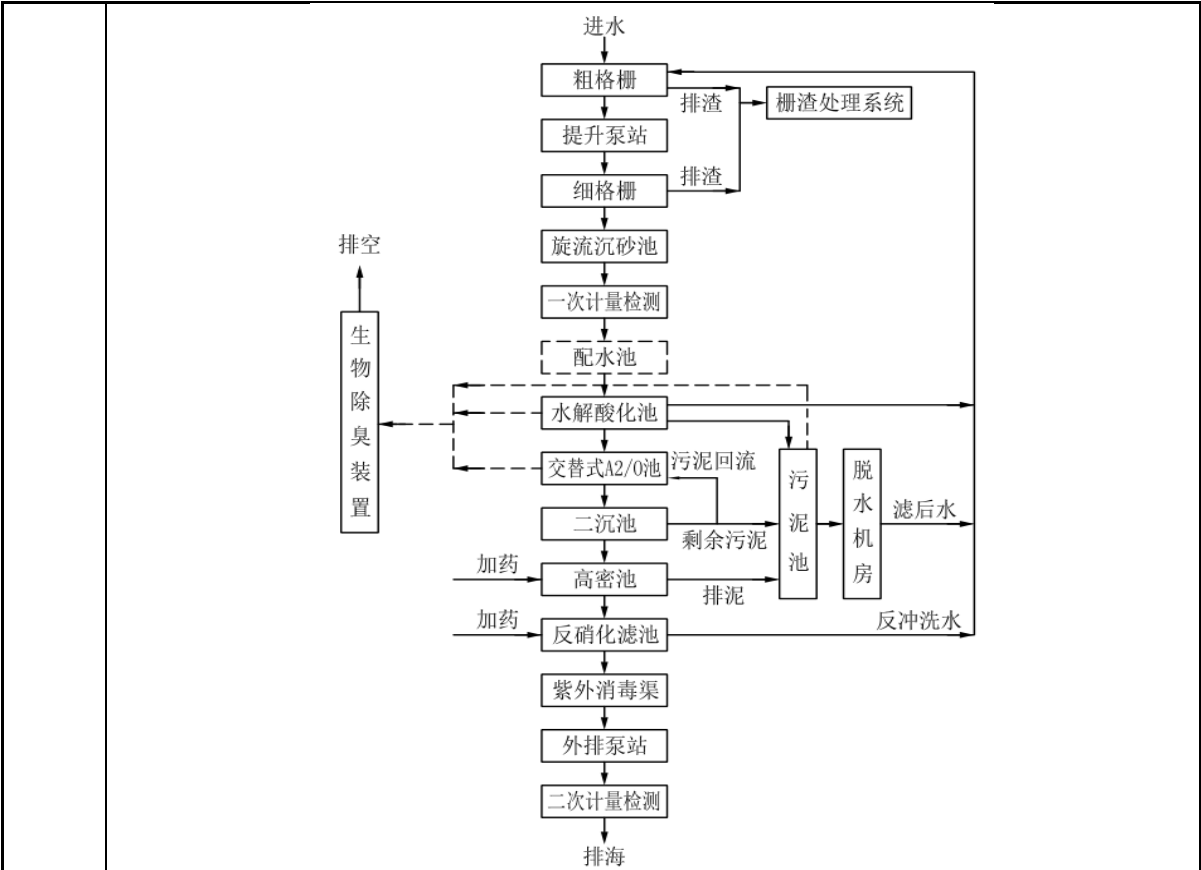 进水
粗格栅
排渣
栅渣处理系统
提升泵站
排渣
细格栅
旋流沉砂池
排空
一次计量检测
生物除臭装置
配水池
水解酸化池
交替式A2/O池
污泥回流
污泥池
脱水机房
滤后水
二沉池
剩余污泥
加药
高密池
排泥
加药
反硝化滤池
反冲洗水
紫外消毒渠
外排泵站
二次计量检测
排海